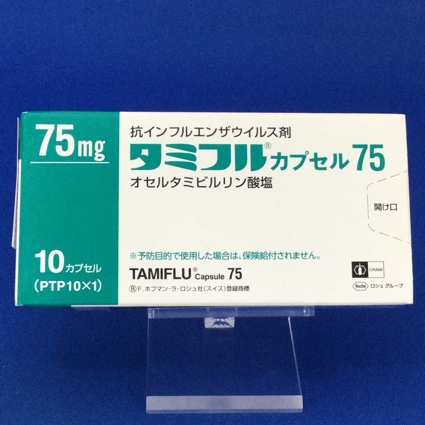 75mg
抗インフルエンザウイルス剤
タミフル®カプセル75
オセルタミビルリン酸塩
開け口
10カプセル
(PTP10×1)
※予防目的で使用した場合は、保険給付されません。
TAMIFLU® Capsule 75
Ⓡ F. ホフマン・ラ・ロシュ社(スイス)登録商標
CHUGAI
Roche ロシュ グループ